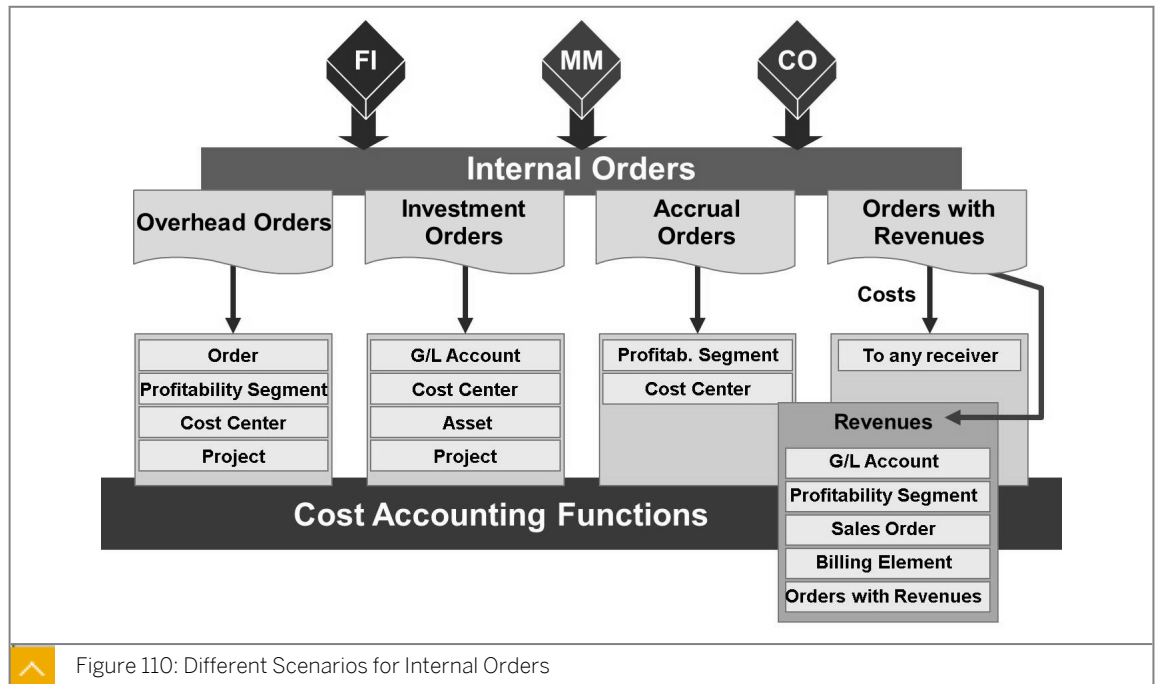 FI
MM
CO
Internal Orders
Overhead Orders
Investment
Orders
Accrual
Orders
Orders with
Revenues
Costs
Order
Profitability Segment
Cost Center
Project
G/L Account
Cost Center
Asset
Project
Profitab. Segment
Cost Center
To any receiver
Revenues
G/L Account
Profitability Segment
Sales Order
Billing Element
Orders with Revenues
Cost Accounting Functions
Figure 110: Different Scenarios for Internal Orders